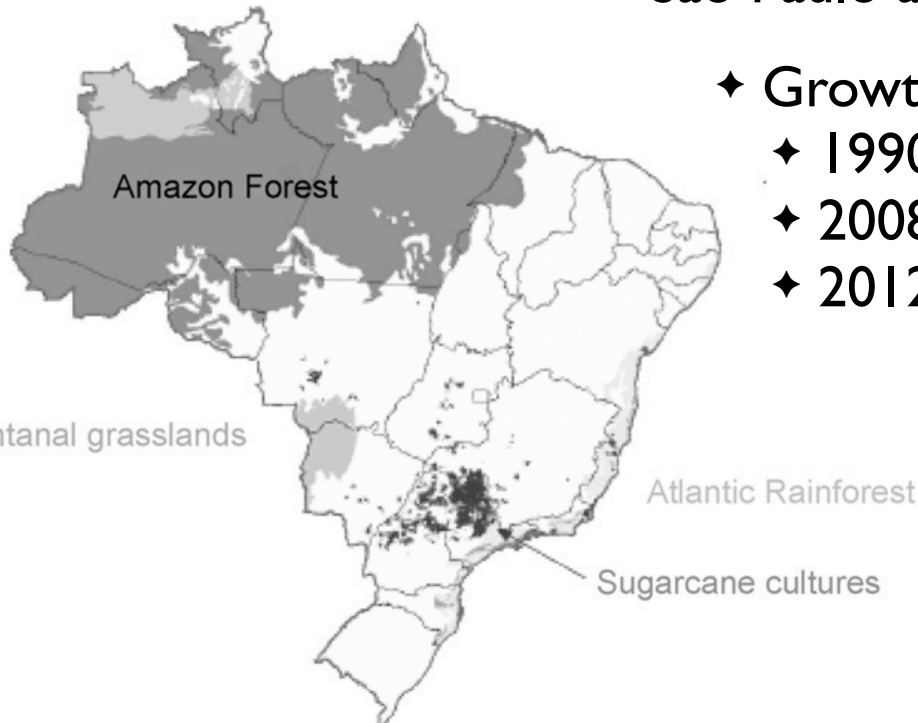 Growt
1990
2008
2012
Amazon Forest
ntanal grasslands
Atlantic Rainforest
Sugarcane cultures